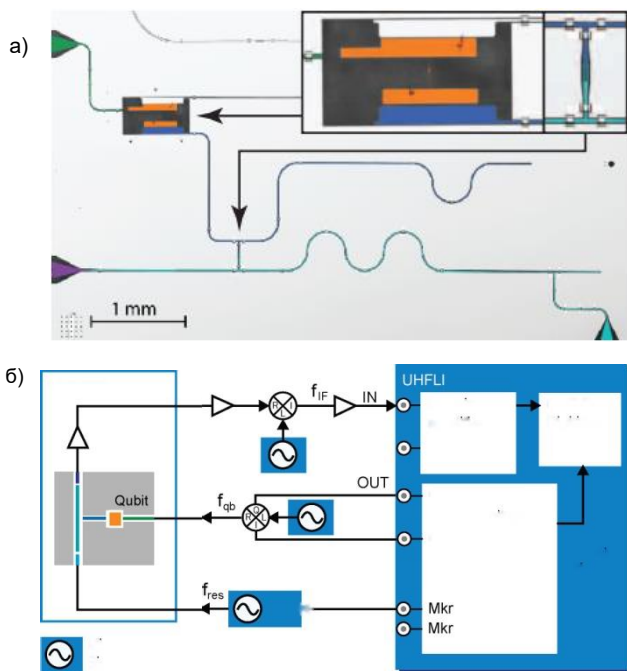 а)
1 mm
б)
UHFLI
f_IF
IN
R I
L
Qubit
f_qb
OUT
Q
R L
I
f_res
Mkr
Mkr